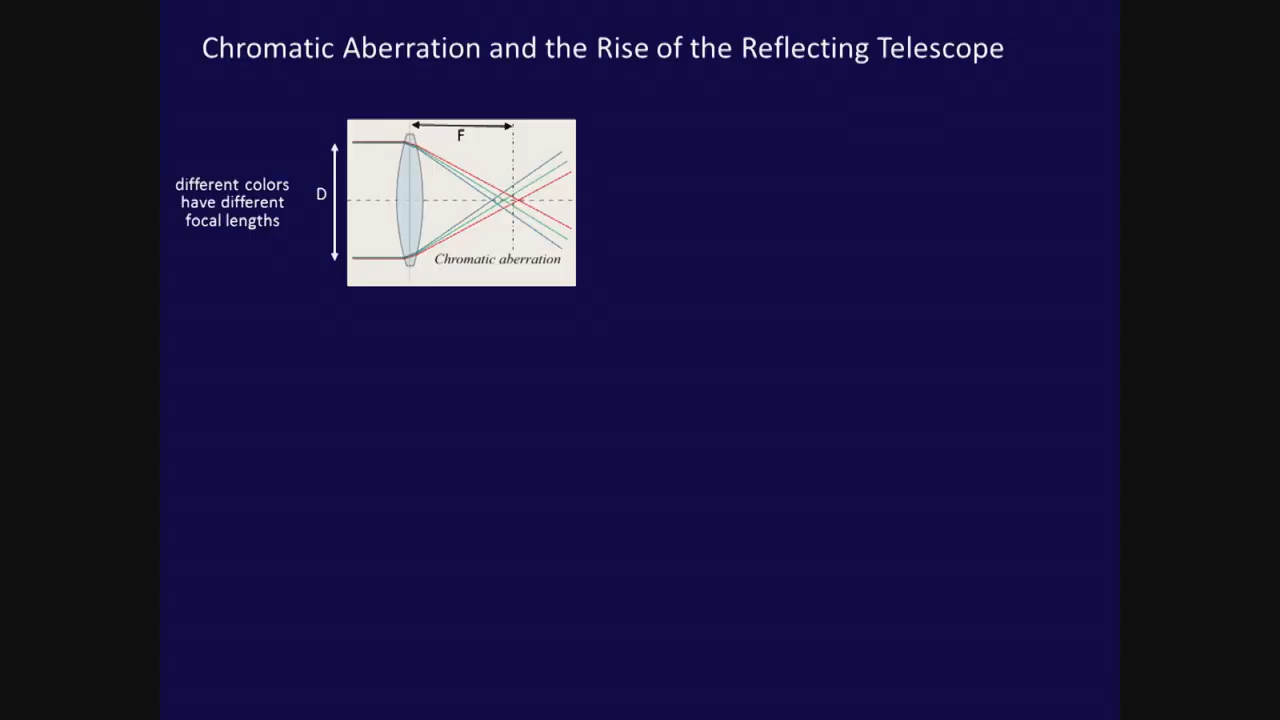 Chromatic Aberration and the Rise of the Reflecting Telescope
F
different colors
have different
focal lengths
D
Chromatic aberration